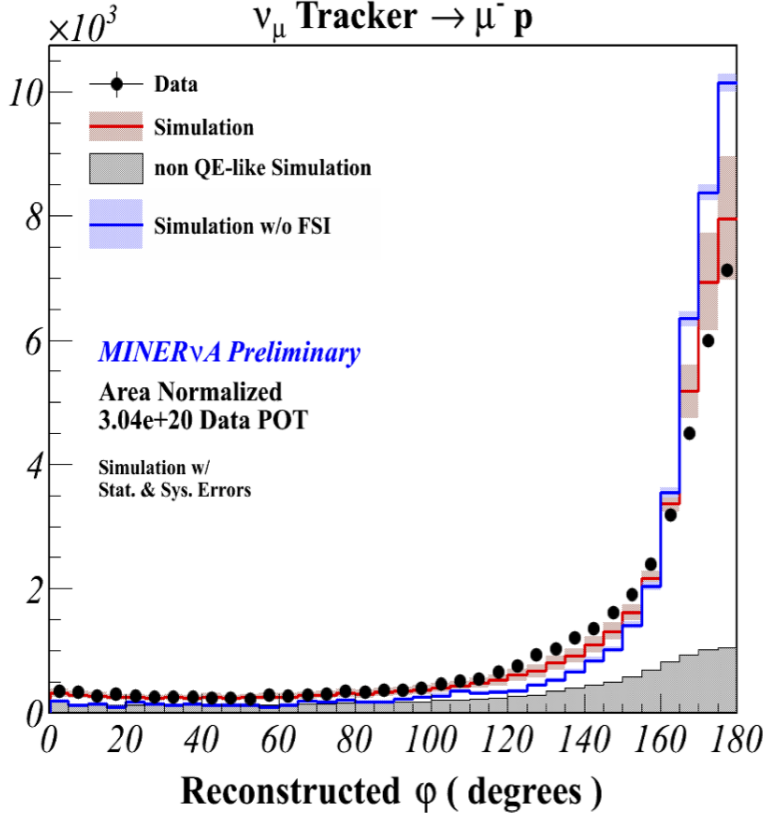 ×10³
ν_μ Tracker → μ⁻ p
10
8
6
4
2
0
Data
Simulation
non QE-like Simulation
Simulation w/o FSI
MINERνA Preliminary
Area Normalized
3.04e+20 Data POT
Simulation w/
Stat. & Sys. Errors
0 20 40 60 80 100 120 140 160 180
Reconstructed φ ( degrees )